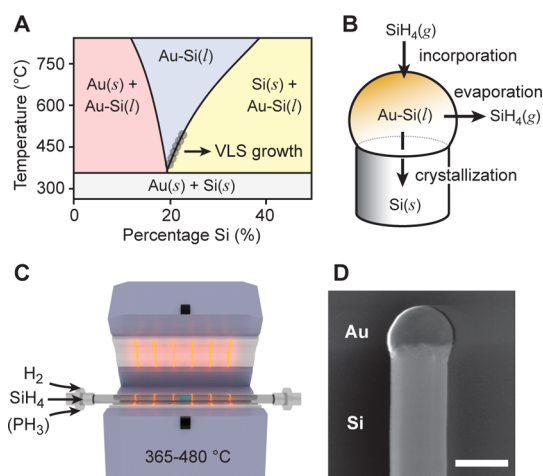 A
Temperature (°C)
750
600
450
300
Au-Si(l)
Au(s) +
Au-Si(l)
Si(s) +
Au-Si(l)
VLS growth
Au(s) + Si(s)
0
20
40
Percentage Si (%)
B
SiH₄(g)
incorporation
evaporation
Au-Si(l)
SiH₄(g)
crystallization
Si(s)
C
H₂
SiH₄
(PH₃)
365-480 °C
D
Au
Si